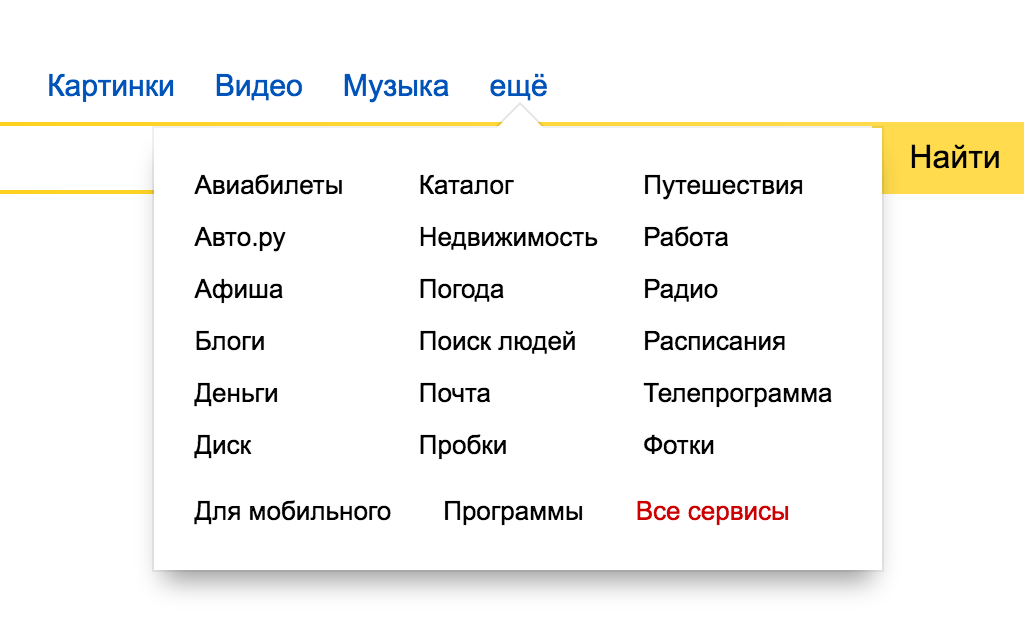 Картинки Видео Музыка ещё
Найти
Авиабилеты Каталог Путешествия
Авто.ру Недвижимость Работа
Афиша Погода Радио
Блоги Поиск людей Расписания
Деньги Почта Телепрограмма
Диск Пробки Фотки
Для мобильного Программы Все сервисы